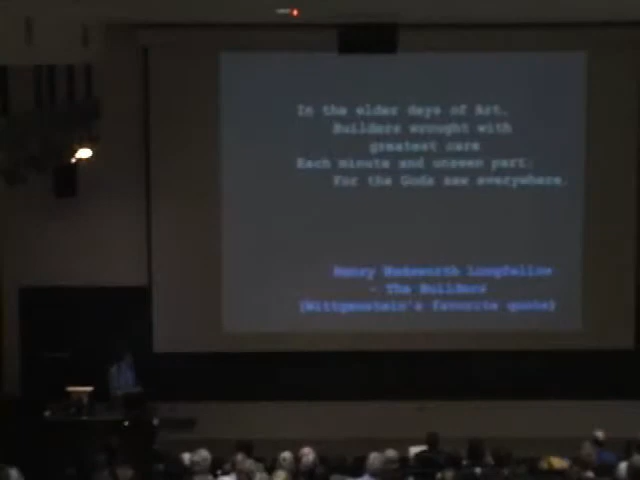 In the elder days of Art,
Builders wrought with
greatest care
Each minute and unseen part;
For the Gods see everywhere.
Henry Wadsworth Longfellow
- The Builders
(Wittgenstein's favorite quote)